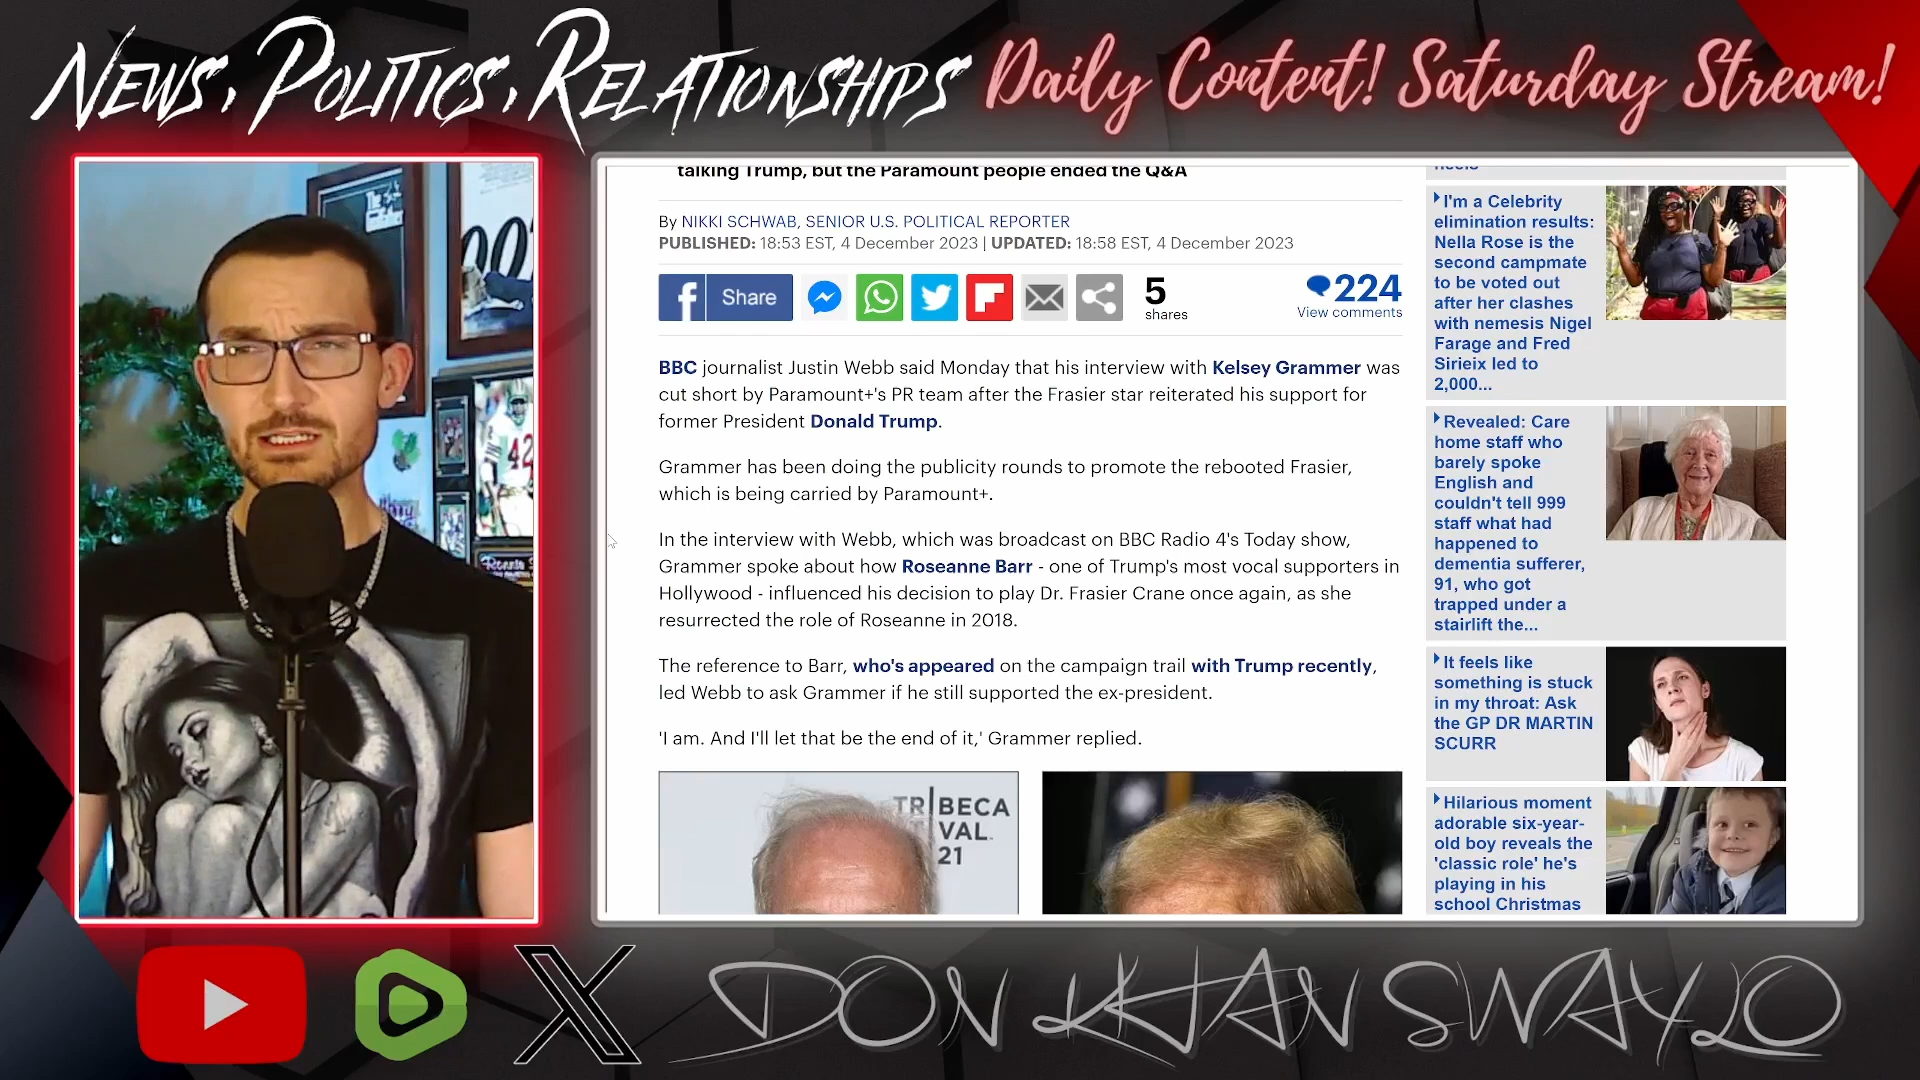 NEWS, POLITICS, RELATIONSHIPS
Daily Content! Saturday Stream!
42
Ronnie
talking Trump, but the Paramount people ended the Q&A
By NIKKI SCHWAB, SENIOR U.S. POLITICAL REPORTER
PUBLISHED: 18:53 EST, 4 December 2023 | UPDATED: 18:58 EST, 4 December 2023
Share
5
shares
224
View comments
BBC journalist Justin Webb said Monday that his interview with Kelsey Grammer was
cut short by Paramount+'s PR team after the Frasier star reiterated his support for
former President Donald Trump.
Grammer has been doing the publicity rounds to promote the rebooted Frasier,
which is being carried by Paramount+.
In the interview with Webb, which was broadcast on BBC Radio 4's Today show,
Grammer spoke about how Roseanne Barr - one of Trump's most vocal supporters in
Hollywood - influenced his decision to play Dr. Frasier Crane once again, as she
resurrected the role of Roseanne in 2018.
The reference to Barr, who's appeared on the campaign trail with Trump recently,
led Webb to ask Grammer if he still supported the ex-president.
'I am. And I'll let that be the end of it,' Grammer replied.
TR BECA
VAL
21
heels
I'm a Celebrity
elimination results:
Nella Rose is the
second campmate
to be voted out
after her clashes
with nemesis Nigel
Farage and Fred
Sirieix led to
2,000...
Revealed: Care
home staff who
barely spoke
English and
couldn't tell 999
staff what had
happened to
dementia sufferer,
91, who got
trapped under a
stairlift the...
It feels like
something is stuck
in my throat: Ask
the GP DR MARTIN
SCURR
Hilarious moment
adorable six-year-
old boy reveals the
'classic role' he's
playing in his
school Christmas
X
DON KHAN SWAYLO